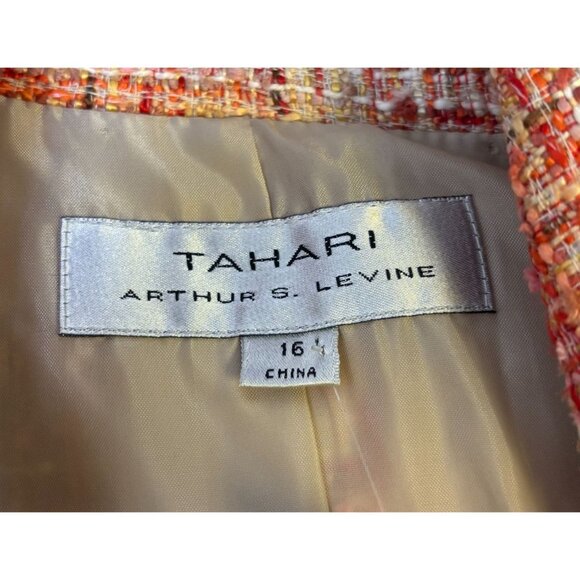 TAHARI
ARTHUR S. LEVINE
16
CHINA